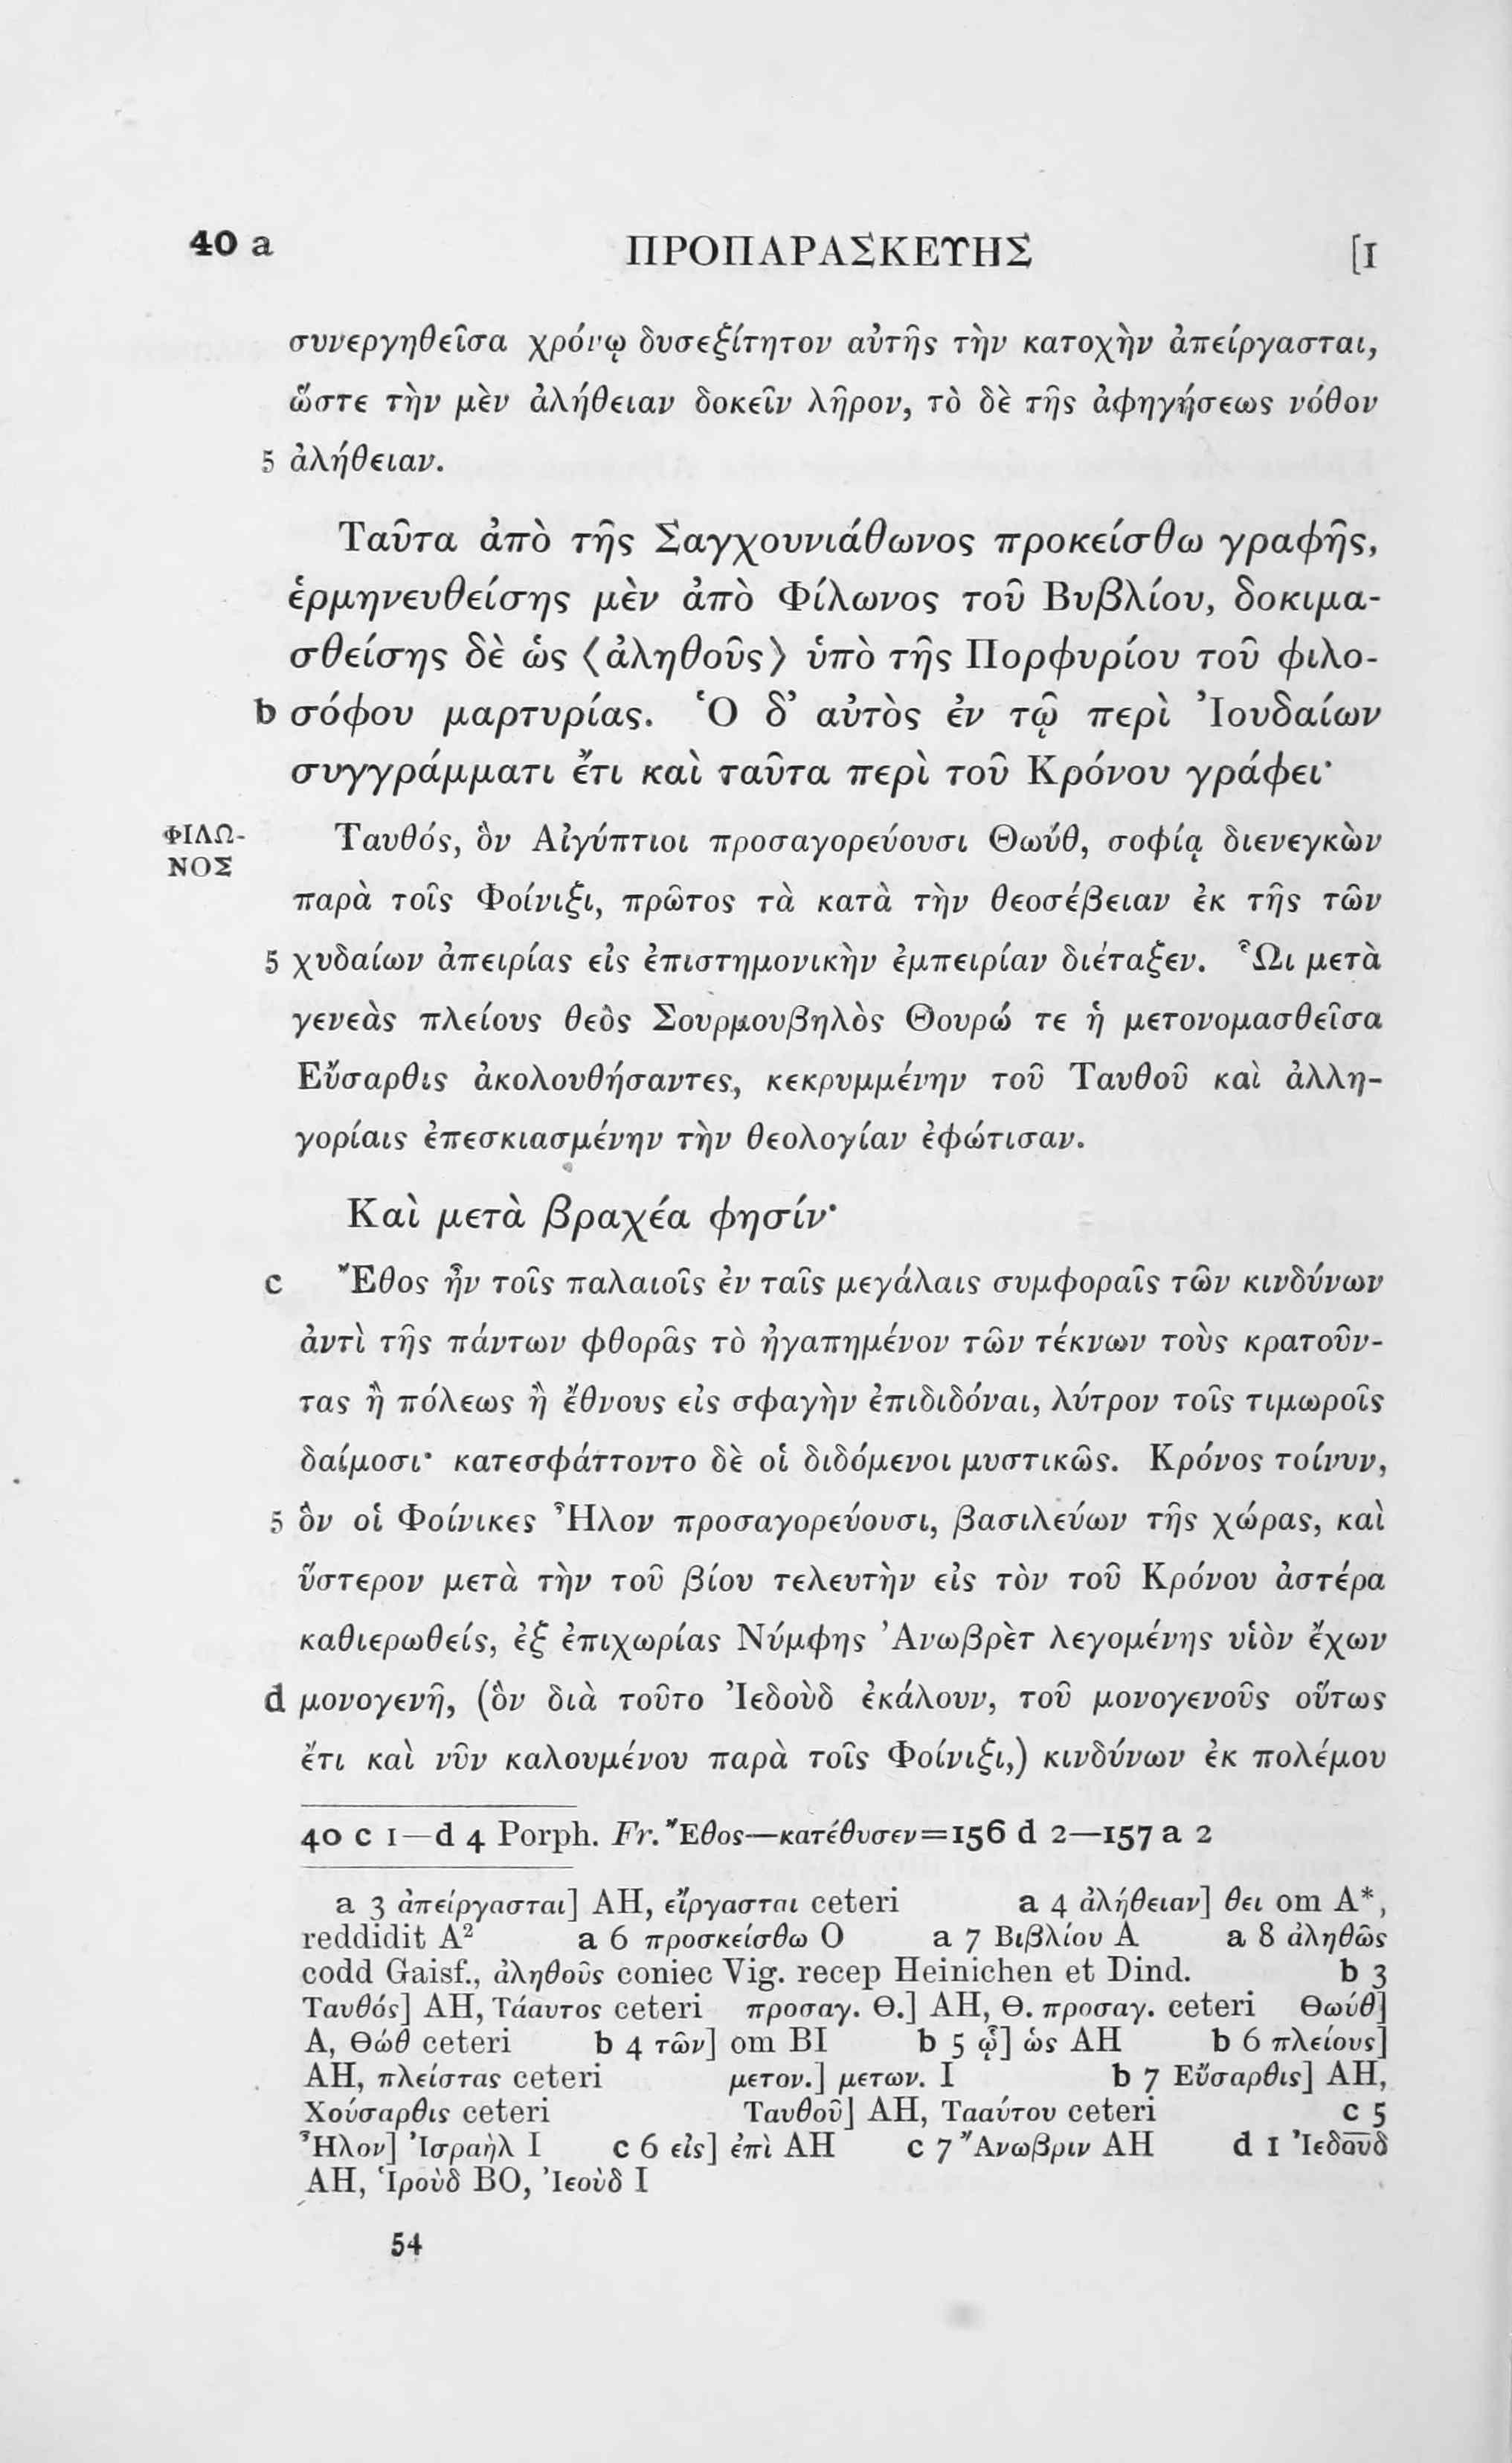 40 a ΠΡΟΠΑΡΑΣΚΕΥΗΣ [I
συνεργηθεῖσα χρόνῳ δυσεξίτητον αὐτῆς τὴν κατοχὴν ἀπείργασται,
ὥστε τὴν μὲν ἀλήθειαν δοκεῖν λῆρον, τὸ δὲ τῆς ἀφηγήσεως νόθον
5 ἀλήθειαν.
Ταῦτα ἀπὸ τῆς Σαγχουνιάθωνος προκείσθω γραφῆς,
ἑρμηνευθείσης μὲν ἀπὸ Φίλωνος τοῦ Βυβλίου, δοκιμα-
σθείσης δὲ ὡς ⟨ἀληθοῦς⟩ ὑπὸ τῆς Πορφυρίου τοῦ φιλο-
b σόφου μαρτυρίας. Ὁ δ’ αὐτὸς ἐν τῷ περὶ Ἰουδαίων
συγγράμματι ἔτι καὶ ταῦτα περὶ τοῦ Κρόνου γράφει·
ΦΙΛΩ-
ΝΟΣ
Ταυθός, ὃν Αἰγύπτιοι προσαγορεύουσι Θωύθ, σοφίᾳ διενεγκὼν
παρὰ τοῖς Φοίνιξι, πρῶτος τὰ κατὰ τὴν θεοσέβειαν ἐκ τῆς τῶν
5 χυδαίων ἀπειρίας εἰς ἐπιστημονικὴν ἐμπειρίαν διέταξεν. Ὧι μετὰ
γενεὰς πλείους θεὸς Σουρμουβηλὸς Θουρώ τε ἡ μετονομασθεῖσα
Εὔσαρθις ἀκολουθήσαντες, κεκρυμμένην τοῦ Ταυθοῦ καὶ ἀλλη-
γορίαις ἐπεσκιασμένην τὴν θεολογίαν ἐφώτισαν.
Καὶ μετὰ βραχέα φησίν·
c Ἔθος ἦν τοῖς παλαιοῖς ἐν ταῖς μεγάλαις συμφοραῖς τῶν κινδύνων
ἀντὶ τῆς πάντων φθορᾶς τὸ ἠγαπημένον τῶν τέκνων τοὺς κρατοῦν-
τας ἢ πόλεως ἢ ἔθνους εἰς σφαγὴν ἐπιδιδόναι, λύτρον τοῖς τιμωροῖς
δαίμοσι· κατεσφάττοντο δὲ οἱ διδόμενοι μυστικῶς. Κρόνος τοίνυν,
5 ὃν οἱ Φοίνικες Ἦλον προσαγορεύουσι, βασιλεύων τῆς χώρας, καὶ
ὕστερον μετὰ τὴν τοῦ βίου τελευτὴν εἰς τὸν τοῦ Κρόνου ἀστέρα
καθιερωθείς, ἐξ ἐπιχωρίας Νύμφης Ἀνωβρὲτ λεγομένης υἱὸν ἔχων
d μονογενῆ, (ὃν διὰ τοῦτο Ἰεδοὺδ ἐκάλουν, τοῦ μονογενοῦς οὕτως
ἔτι καὶ νῦν καλουμένου παρὰ τοῖς Φοίνιξι,) κινδύνων ἐκ πολέμου
40 c 1—d 4 Porph. Fr. Ἔθος—κατέθυσεν=156 d 2—157 a 2
a 3 ἀπείργασται] AH, εἴργασται ceteri a 4 ἀλήθειαν] θει om A*,
reddidit A² a 6 προσκείσθω O a 7 Βιβλίου A a 8 ἀληθῶς
codd Gaisf., ἀληθοῦς coniec Vig. recep Heinichen et Dind. b 3
Ταυθός] AH, Τάαυτος ceteri προσαγ. Θ.] AH, Θ. προσαγ. ceteri Θωύθ]
A, Θώθ ceteri b 4 τῶν] om BI b 5 ᾧ] ὡς AH b 6 πλείους]
AH, πλείστας ceteri μετον.] μετων. I b 7 Εὔσαρθις] AH,
Χούσαρθις ceteri Ταυθοῦ] AH, Τααύτου ceteri c 5
Ἦλον] Ἰσραὴλ I c 6 εἰς] ἐπὶ AH c 7 Ἄνωβριν AH d 1 Ἰεδοῦδ
AH, Ἱροὺδ BO, Ἰεοὺδ I
54